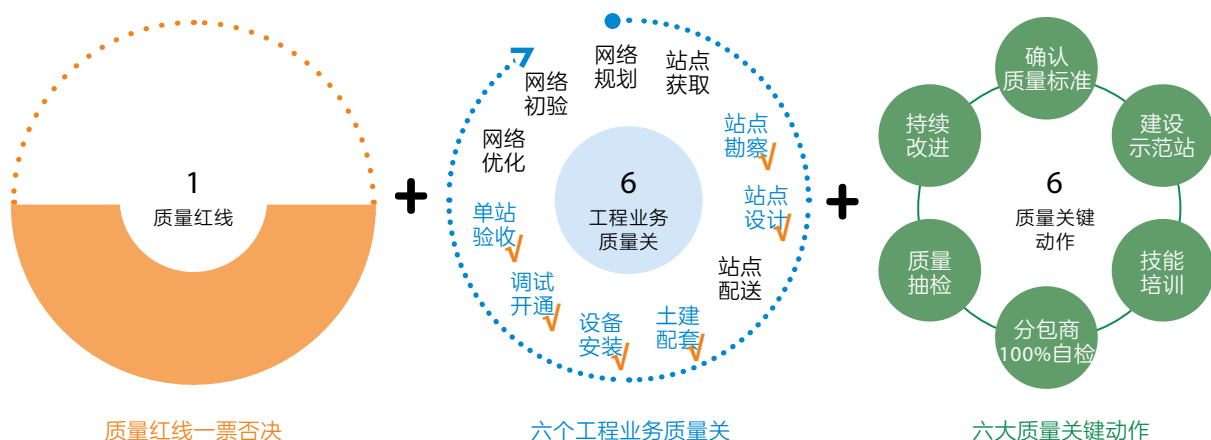 1
质量红线
质量红线一票否决
+
网络
规划
站点
获取
站点
勘察
√
站点
设计
√
站点
配送
土建
配套
√
设备
安装
√
调试
开通
√
单站
验收
√
网络
优化
网络
初验
6
工程业务
质量关
六个工程业务质量关
+
确认
质量标准
建设
示范站
技能
培训
分包商
100%自检
质量
抽检
持续
改进
6
质量关键
动作
六大质量关键动作